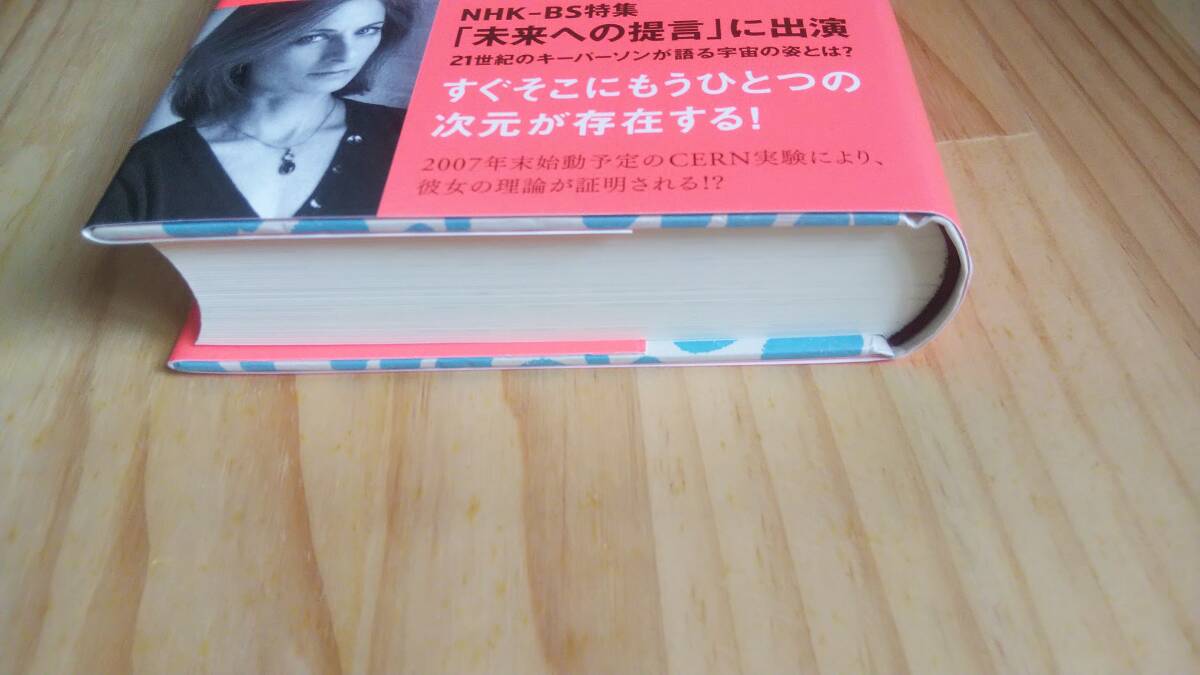 NHK-BS特集
「未来への提言」に出演
21世紀のキーパーソンが語る宇宙の姿とは?
すぐそこにもうひとつの
次元が存在する!
2007年末始動予定のCERN実験により、
彼女の理論が証明される!?